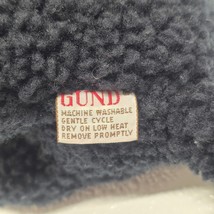 GUND
MACHINE WASHABLE
GENTLE CYCLE
DRY ON LOW HEAT
REMOVE PROMPTLY